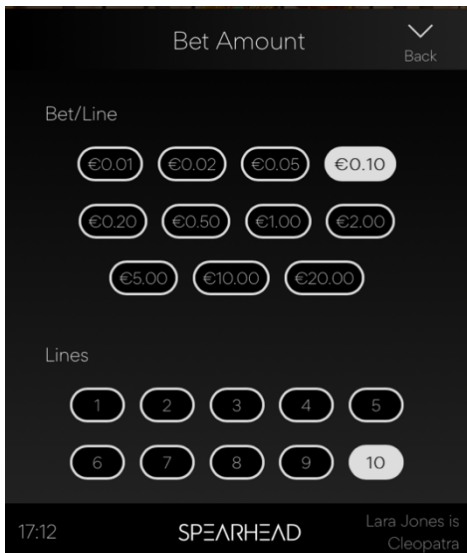 Bet Amount
Back
Bet/Line
€0.01 €0.02 €0.05 €0.10
€0.20 €0.50 €1.00 €2.00
€5.00 €10.00 €20.00
Lines
1 2 3 4 5
6 7 8 9 10
17:12 SPEARHEAD Lara Jones is
Cleopatra